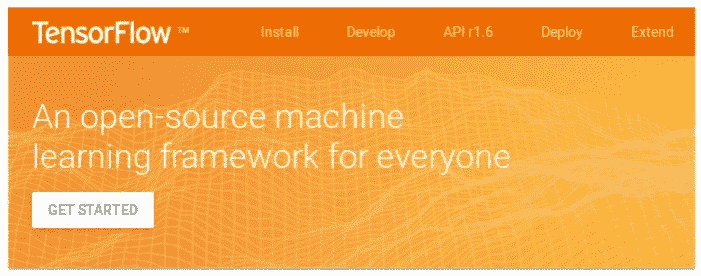 TensorFlow ™ Install Develop API r1.6 Deploy Extend
An open-source machine
learning framework for everyone
GET STARTED